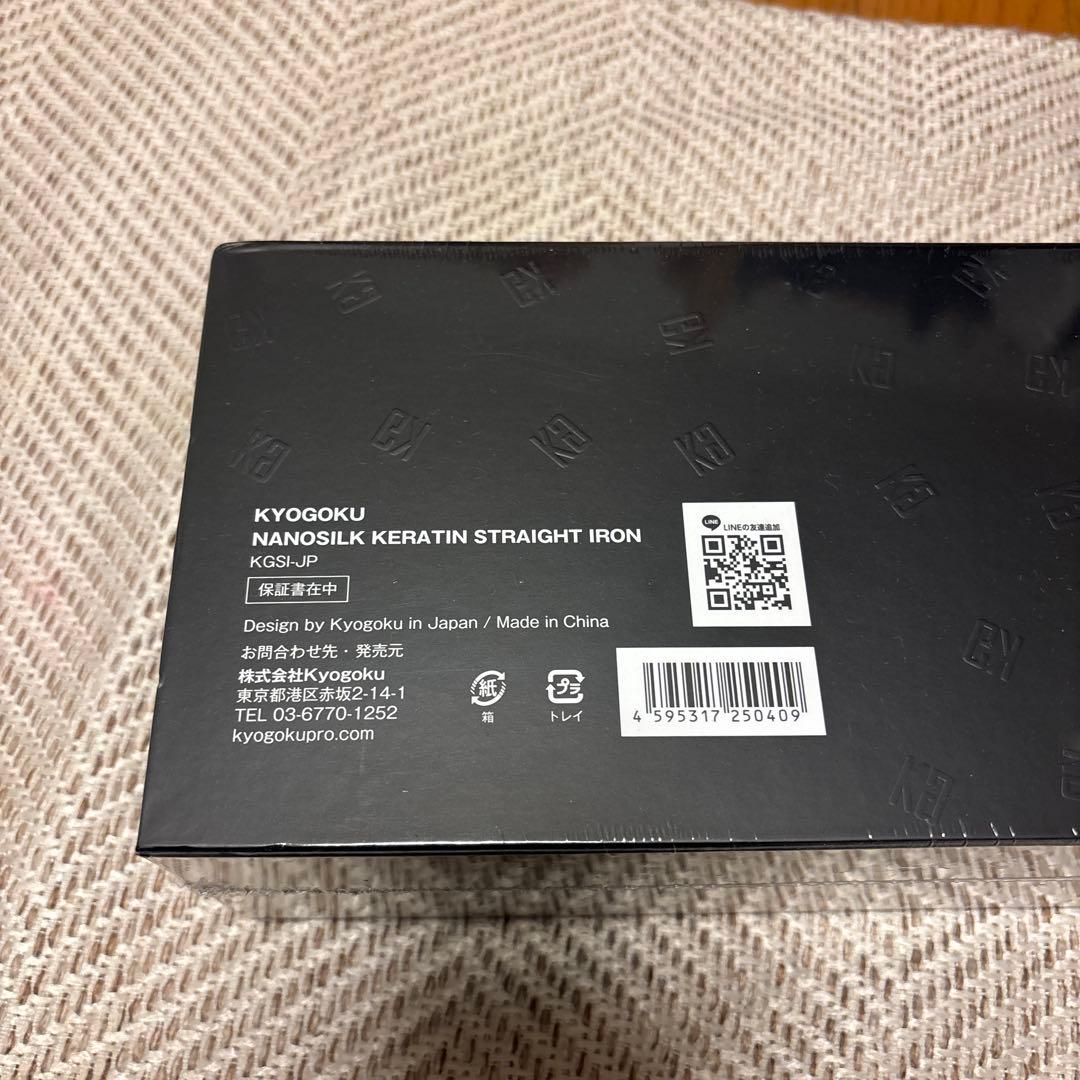 KYOGOKU
NANOSILK KERATIN STRAIGHT IRON
KGSI-JP
保証書在中
Design by Kyogoku in Japan / Made in China
お問合わせ先・発売元
株式会社Kyogoku
東京都港区赤坂2-14-1
TEL 03-6770-1252
kyogokupro.com
紙
箱
プラ
トレイ
LINE
LINEの友達追加
4 595317 250409